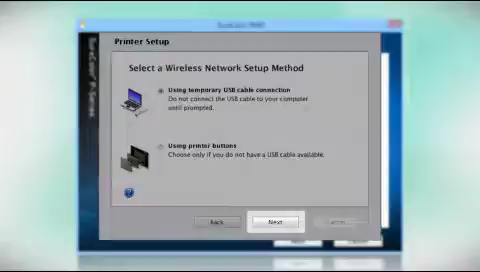 Printer Setup
Select a Wireless Network Setup Method
Using temporary USB cable connection
Do not connect the USB cable to your computer
until prompted.
Using printer buttons
Choose only if you do not have a USB cable available.
Back
Next
SureColor P-Series